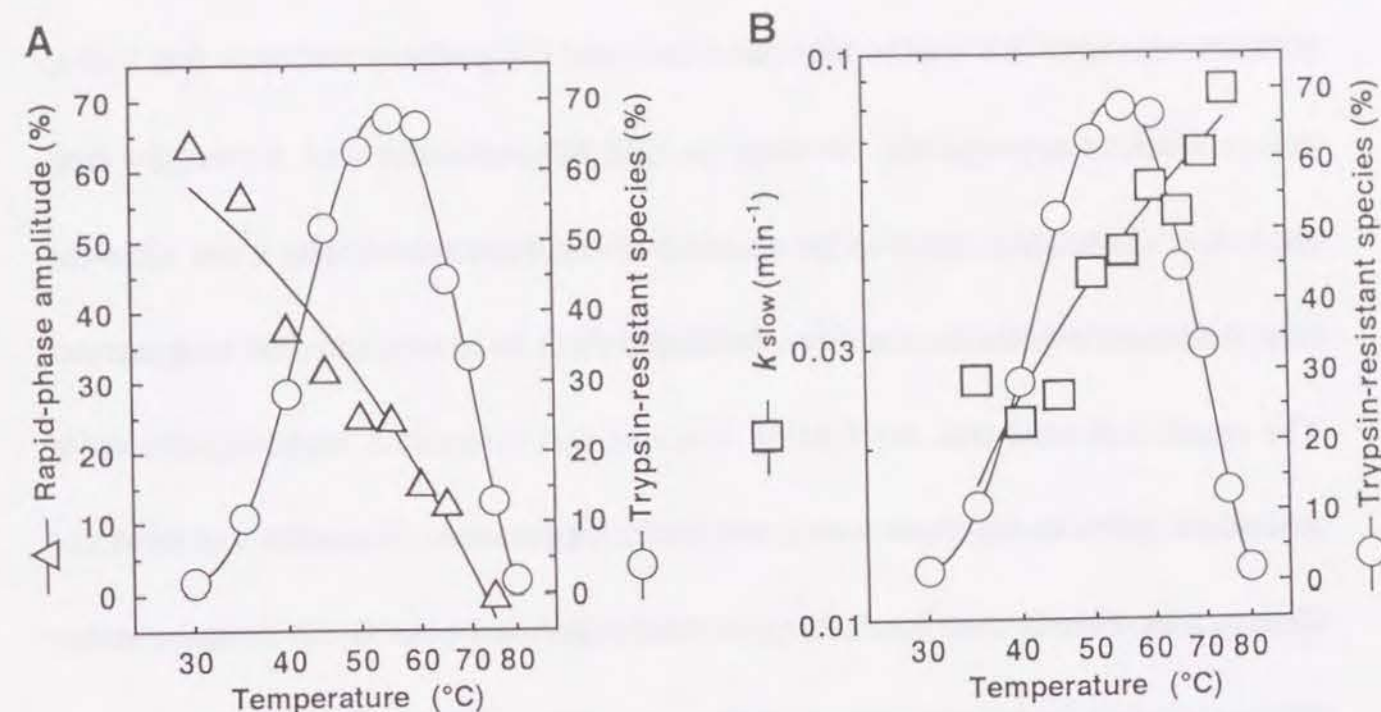 A
Rapid-phase amplitude (%)
70
60
50
40
30
20
10
0
30 40 50 60 70 80
Temperature (°C)
70
60
50
40
30
20
10
0
Trypsin-resistant species (%)
B
k slow (min⁻¹)
0.1
0.03
0.01
30 40 50 60 70 80
Temperature (°C)
70
60
50
40
30
20
10
0
Trypsin-resistant species (%)